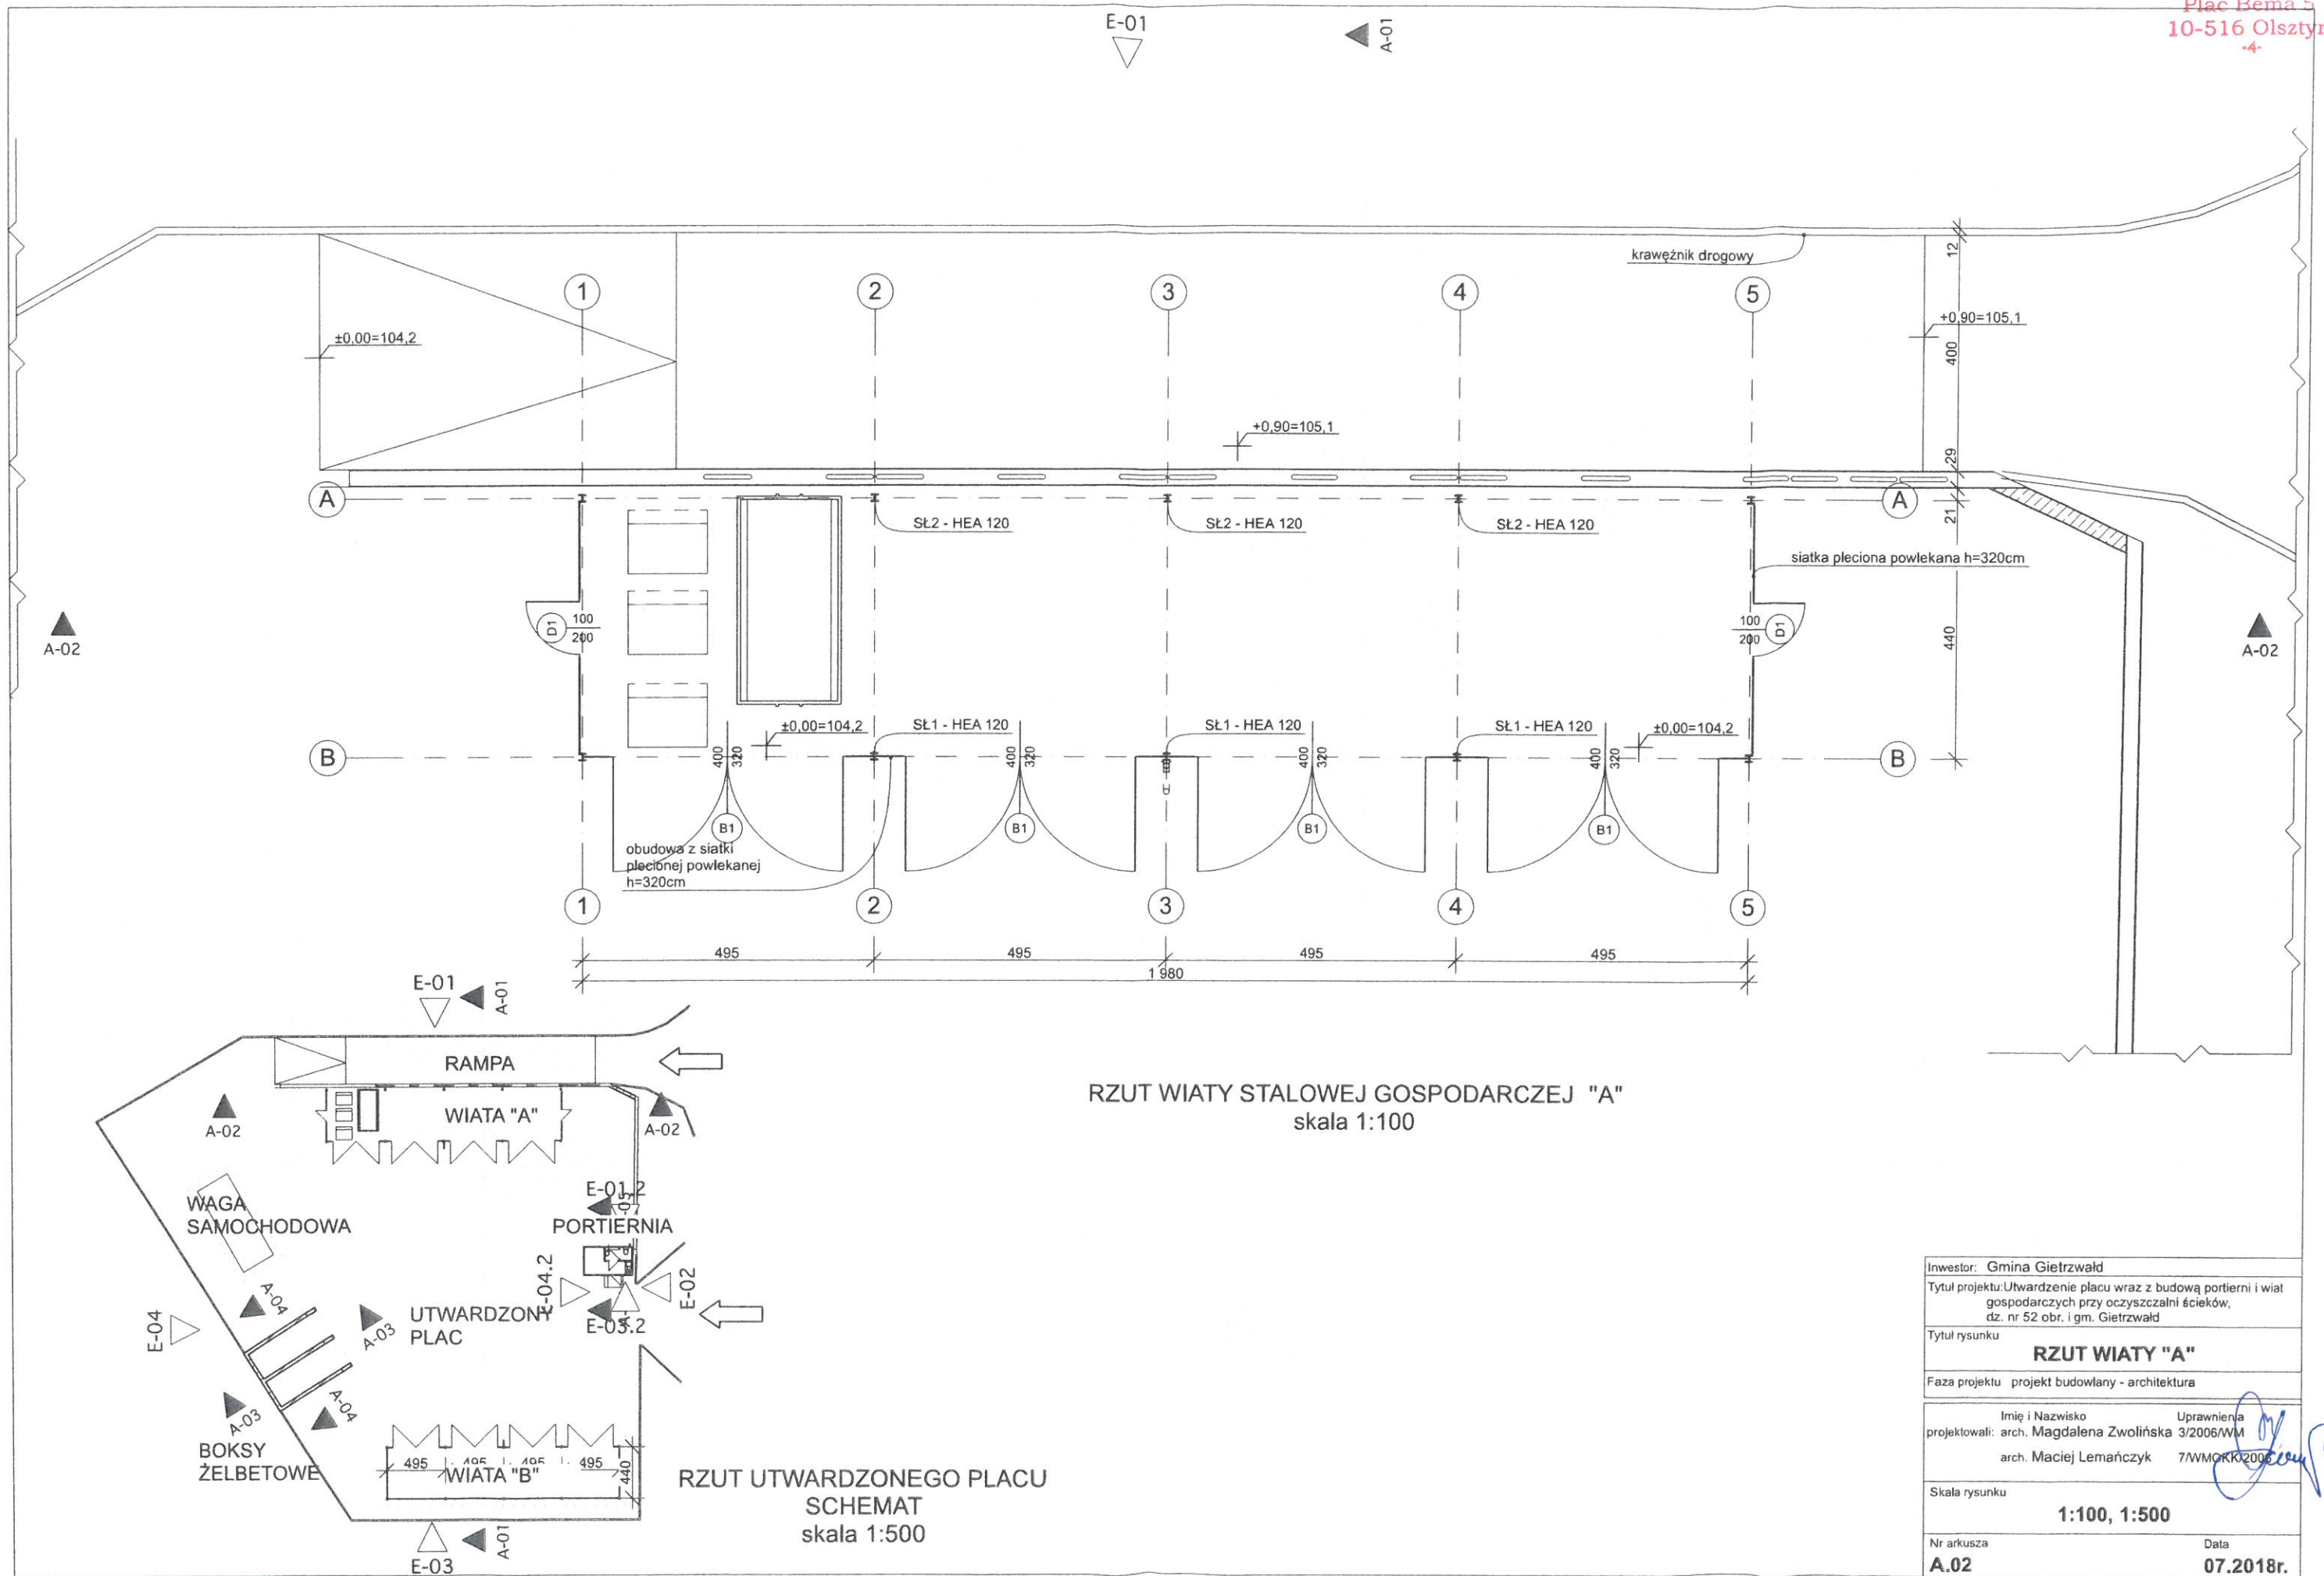 Plac Bema 5
10-516 Olsztyn
-4-
E-01
A-01
krawężnik drogowy
12
1
2
3
4
5
±0,00=104,2
+0,90=105,1
400
+0,90=105,1
29
A
A
SŁ2 - HEA 120
SŁ2 - HEA 120
SŁ2 - HEA 120
21
siatka pleciona powlekana h=320cm
D1
100
200
100
200
D1
440
A-02
A-02
±0,00=104,2
SŁ1 - HEA 120
SŁ1 - HEA 120
SŁ1 - HEA 120
±0,00=104,2
B
400
320
400
320
400
320
400
320
B
B1
B1
B1
B1
obudowa z siatki
plecionej powlekanej
h=320cm
1
2
3
4
5
495
495
495
495
1 980
E-01
A-01
RAMPA
WIATA "A"
A-02
A-02
RZUT WIATY STALOWEJ GOSPODARCZEJ "A"
skala 1:100
WAGA
SAMOCHODOWA
E-01.2
PORTIERNIA
E-04.2
E-02
E-03.2
E-04
A-04
A-03
UTWARDZONY
PLAC
A-03
A-04
BOKSY
ŻELBETOWE
495
495
495
495
WIATA "B"
440
E-03
A-01
RZUT UTWARDZONEGO PLACU
SCHEMAT
skala 1:500
Inwestor: Gmina Gietrzwałd
Tytuł projektu:Utwardzenie placu wraz z budową portierni i wiat
gospodarczych przy oczyszczalni ścieków,
dz. nr 52 obr. i gm. Gietrzwałd
Tytuł rysunku
RZUT WIATY "A"
Faza projektu projekt budowlany - architektura
Imię i Nazwisko Uprawnienia
projektowali: arch. Magdalena Zwolińska 3/2006/WM
arch. Maciej Lemańczyk 7/WMOKK/2006
Skala rysunku
1:100, 1:500
Nr arkusza Data
A.02 07.2018r.